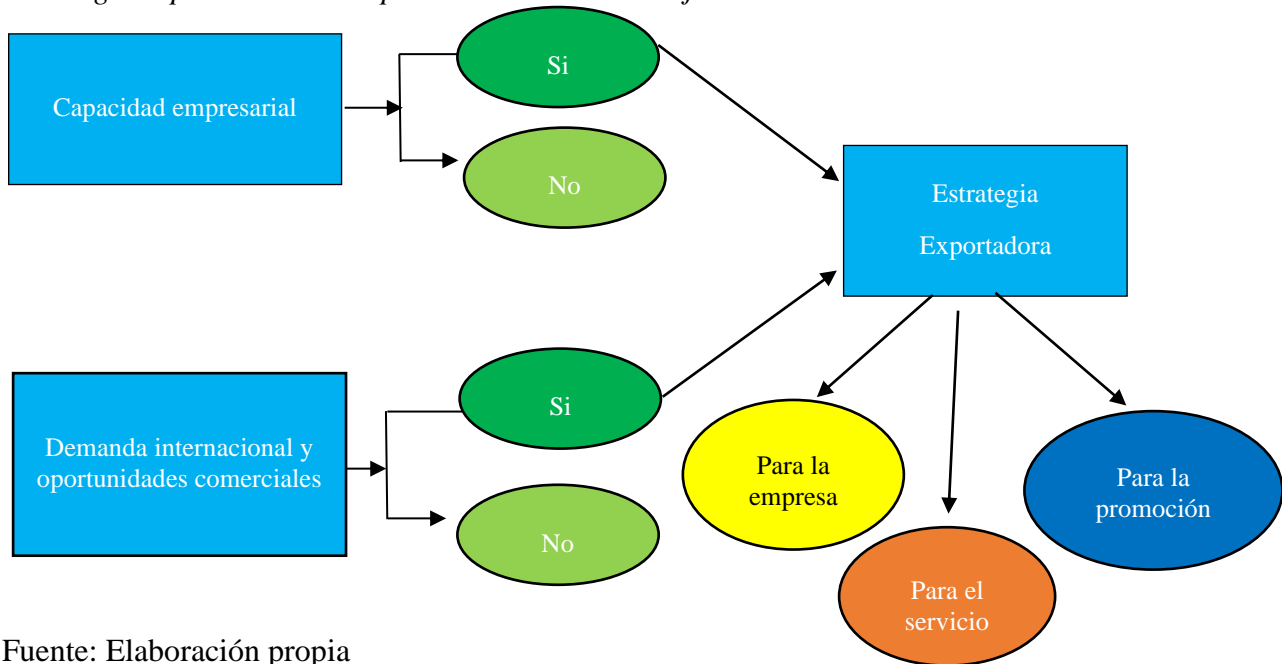 Si
Capacidad empresarial
No
Estrategia
Exportadora
Si
Demanda internacional y
oportunidades comerciales
No
Para la
empresa
Para la
promoción
Para el
servicio
Fuente: Elaboración propia